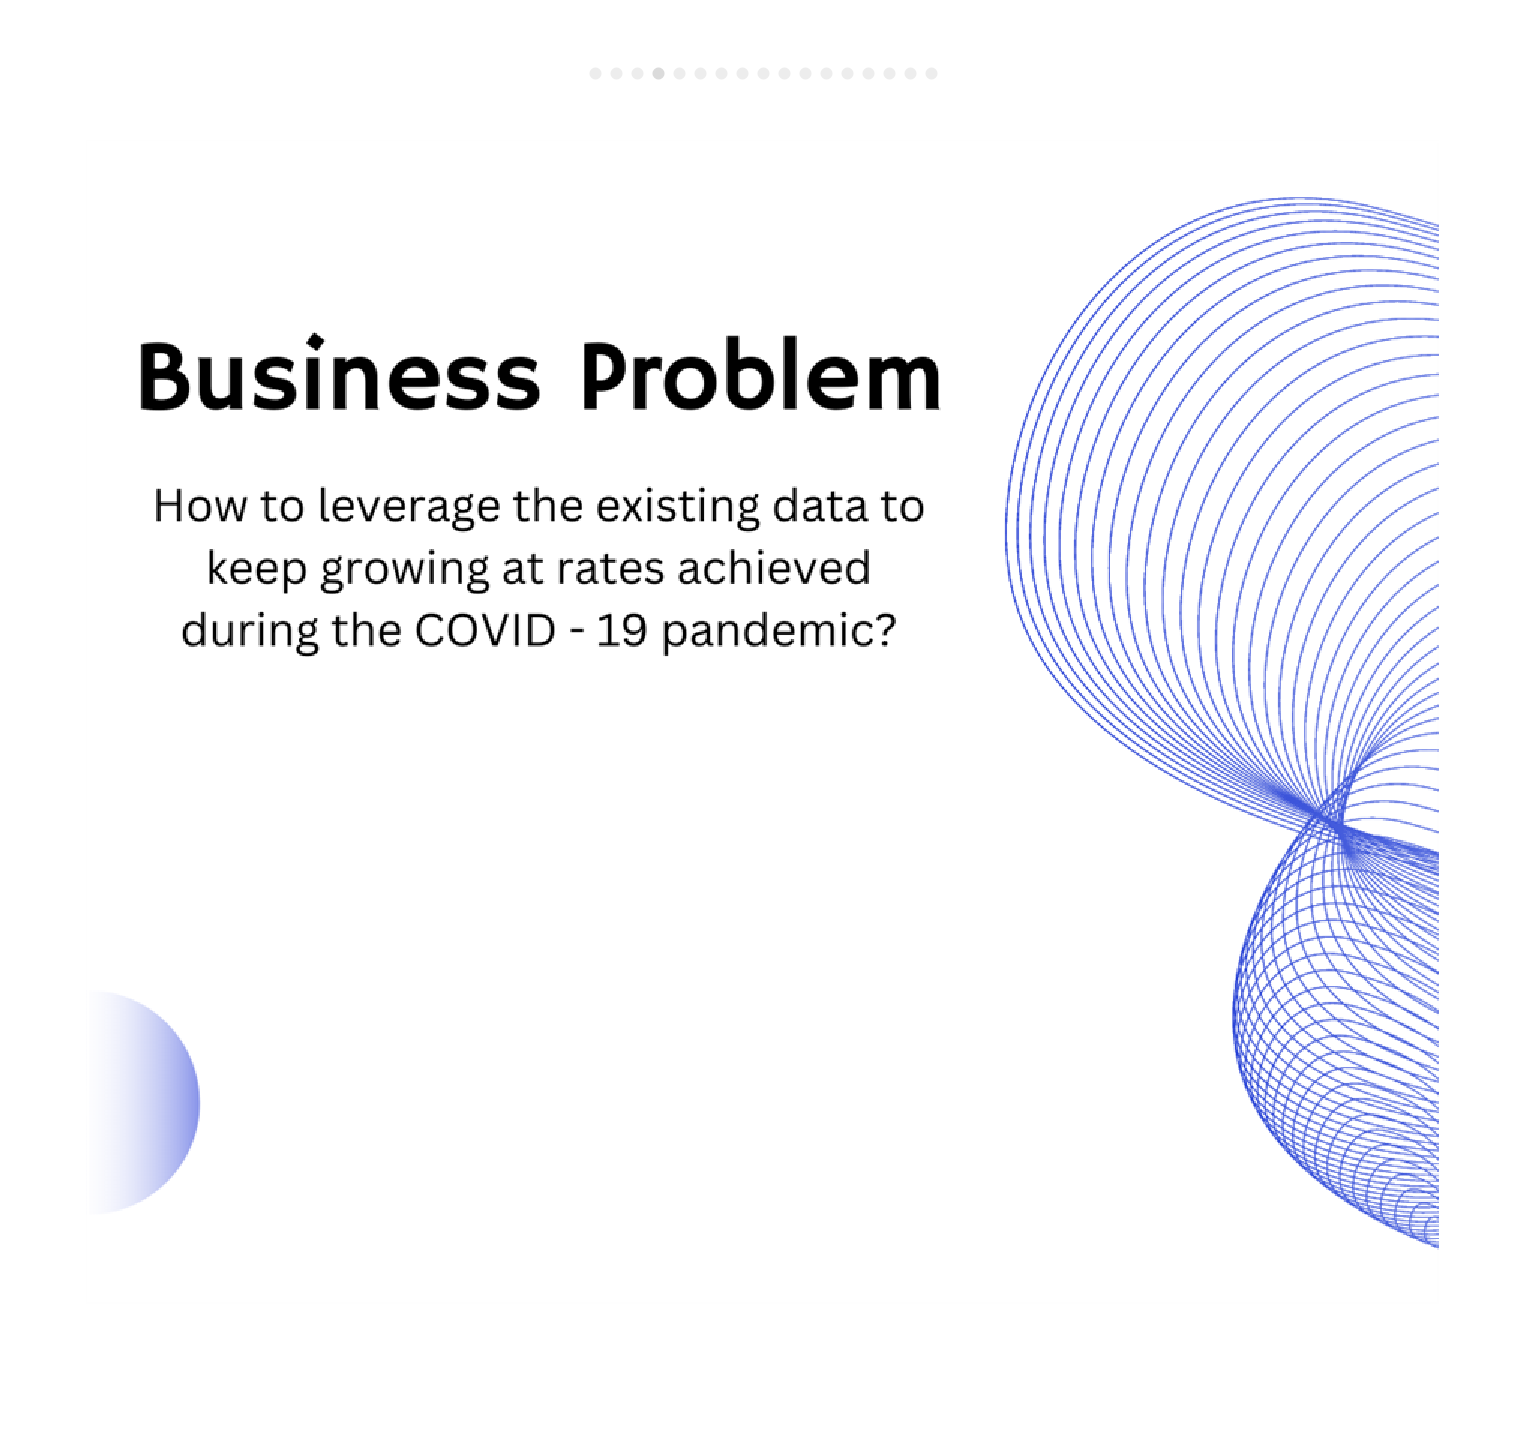 Business Problem
How to leverage the existing data to
keep growing at rates achieved
during the COVID - 19 pandemic?